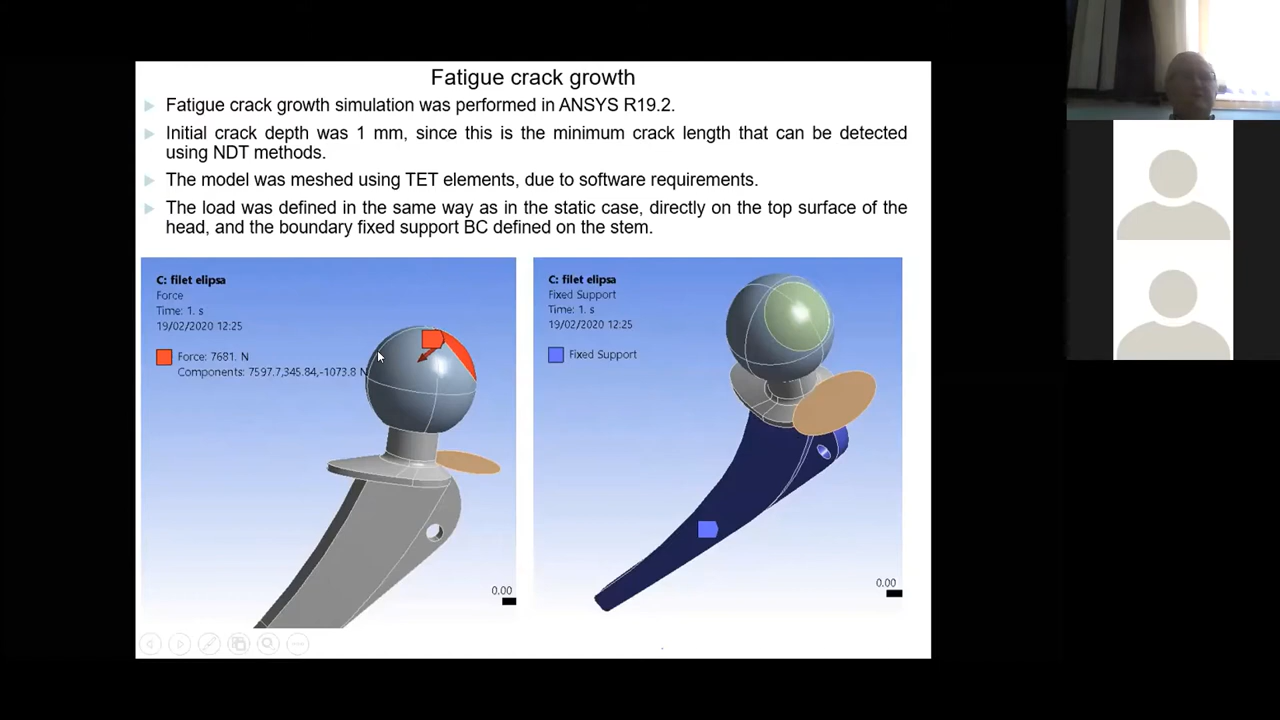 Fatigue crack growth
Fatigue crack growth simulation was performed in ANSYS R19.2.
Initial crack depth was 1 mm, since this is the minimum crack length that can be detected
using NDT methods.
The model was meshed using TET elements, due to software requirements.
The load was defined in the same way as in the static case, directly on the top surface of the
head, and the boundary fixed support BC defined on the stem.
C: filet elipsa
Force
Time: 1. s
19/02/2020 12:25
Force: 7681. N
Components: 7597.7,345.84,-1073.8 N
0.00
C: filet elipsa
Fixed Support
Time: 1. s
19/02/2020 12:25
Fixed Support
0.00